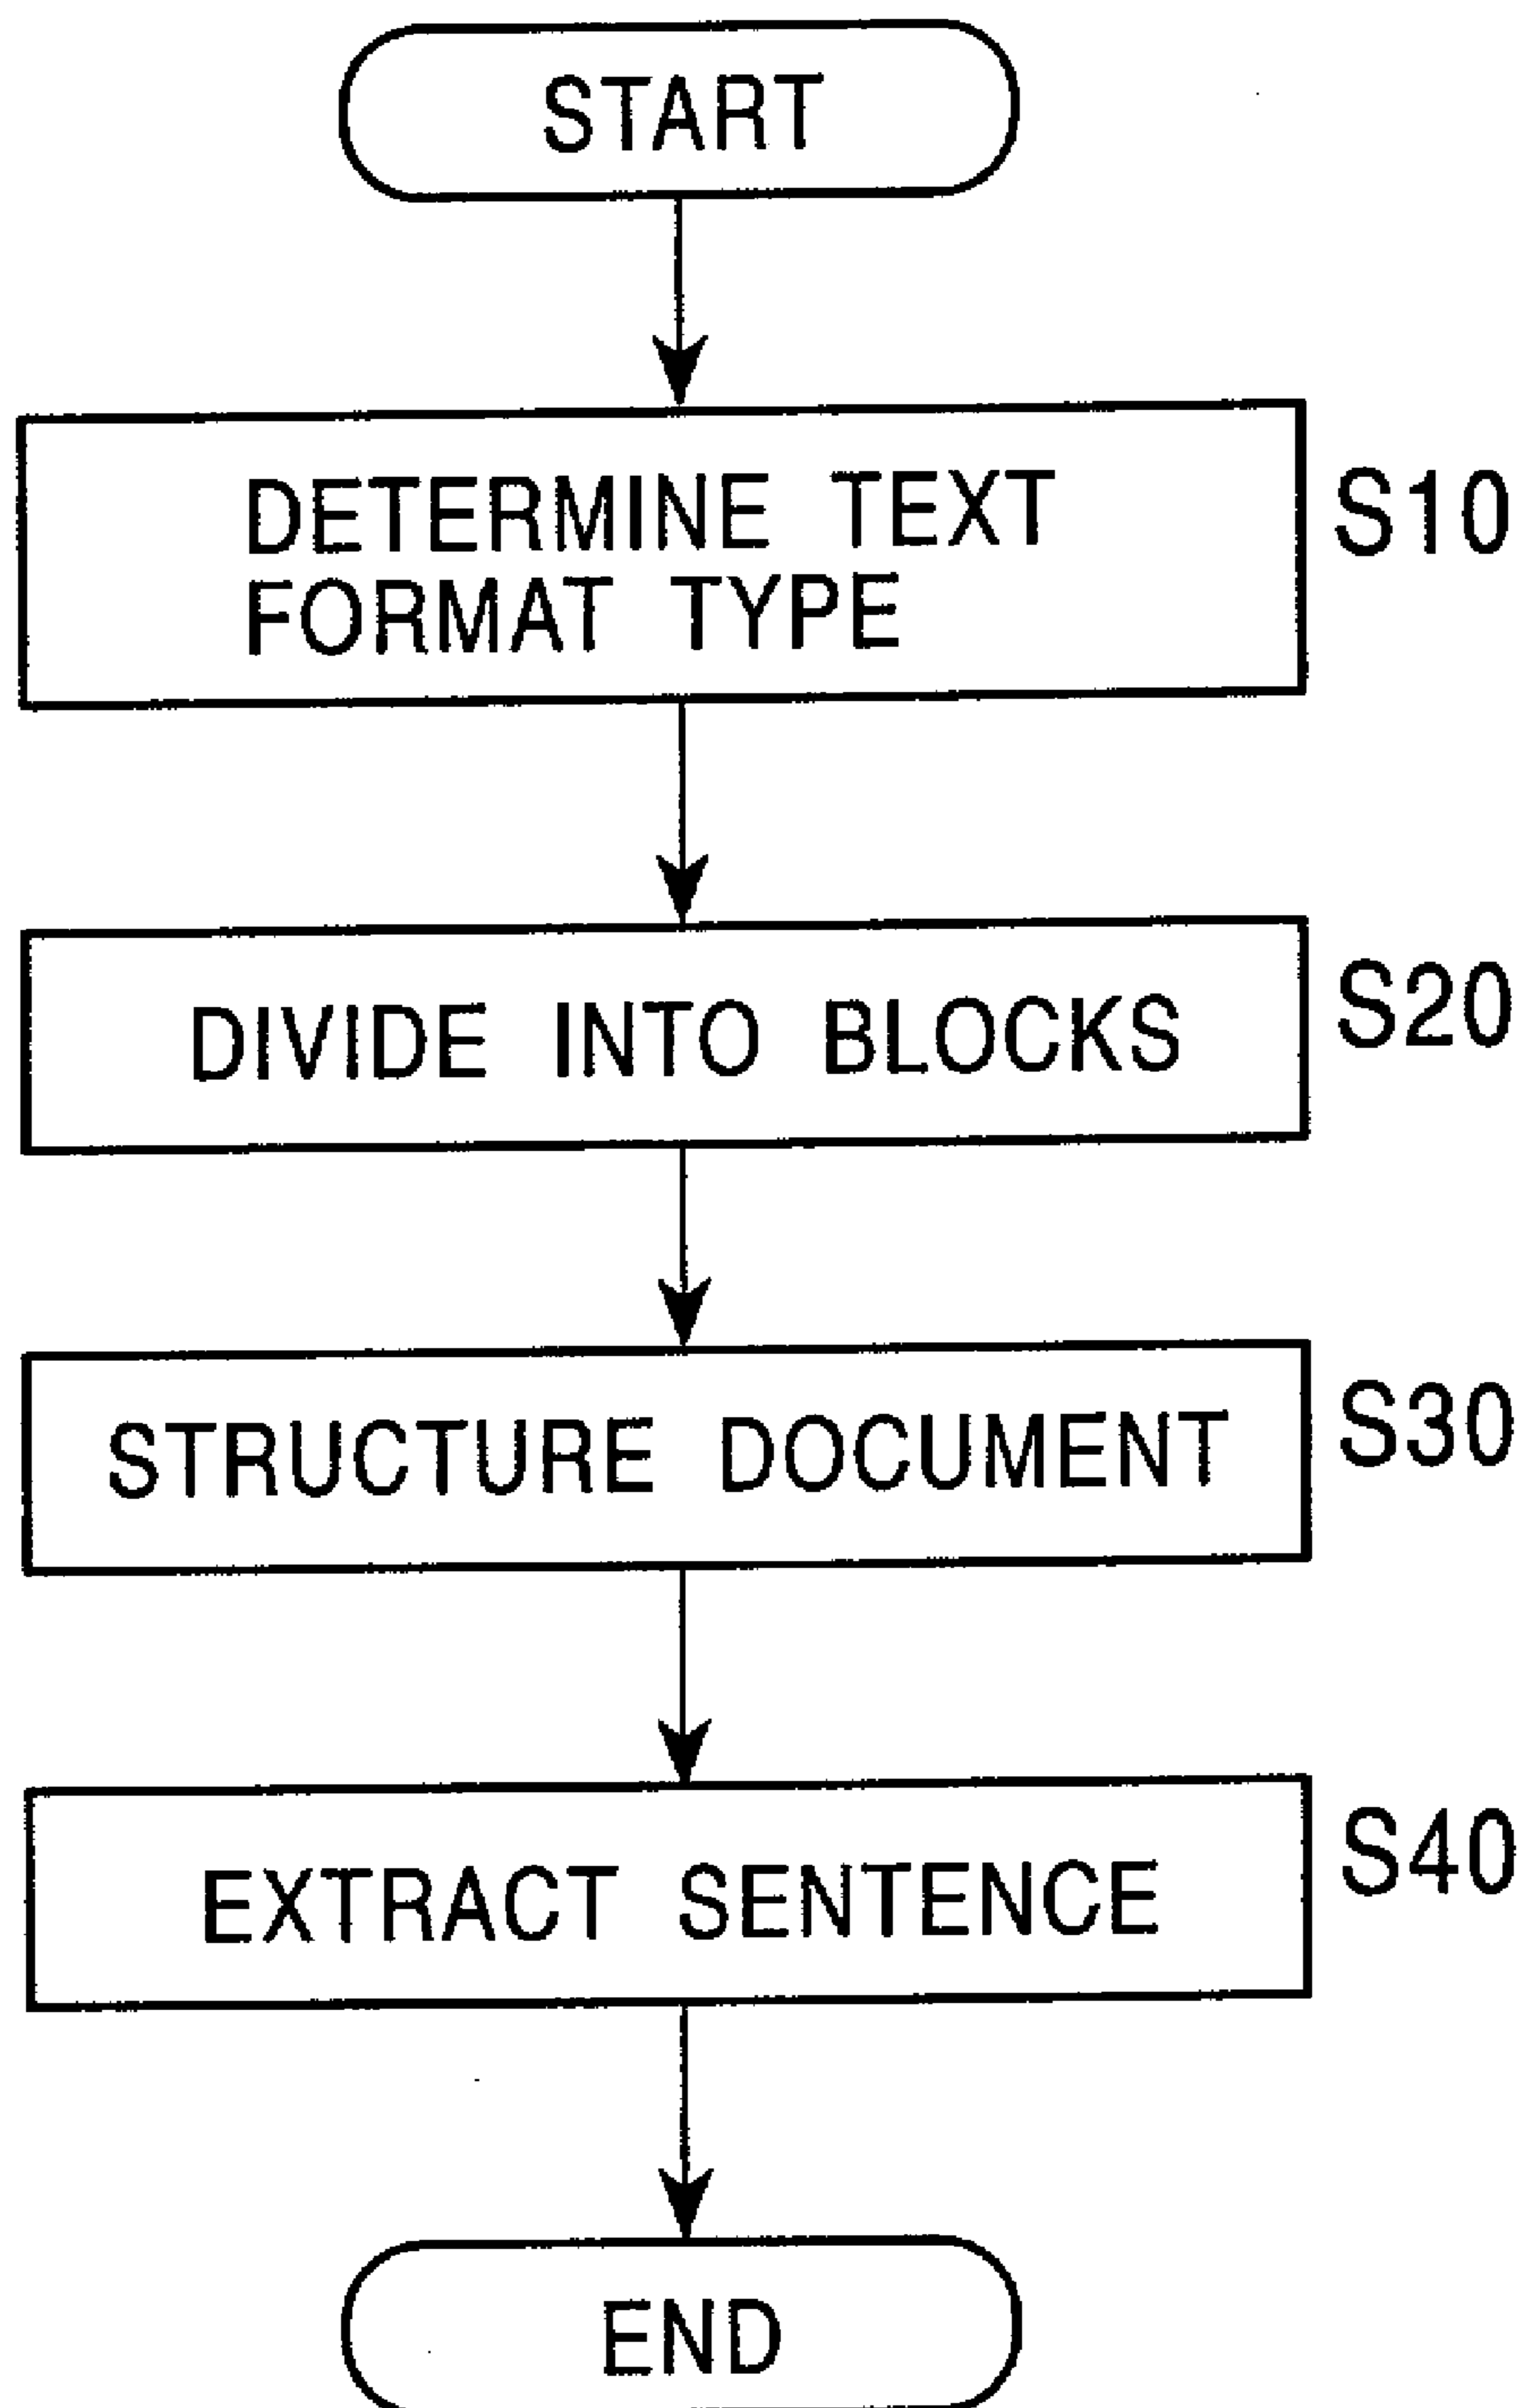 START
DETERMINE TEXT
FORMAT TYPE
S10
DIVIDE INTO BLOCKS
S20
STRUCTURE DOCUMENT
S30
EXTRACT SENTENCE
S40
END